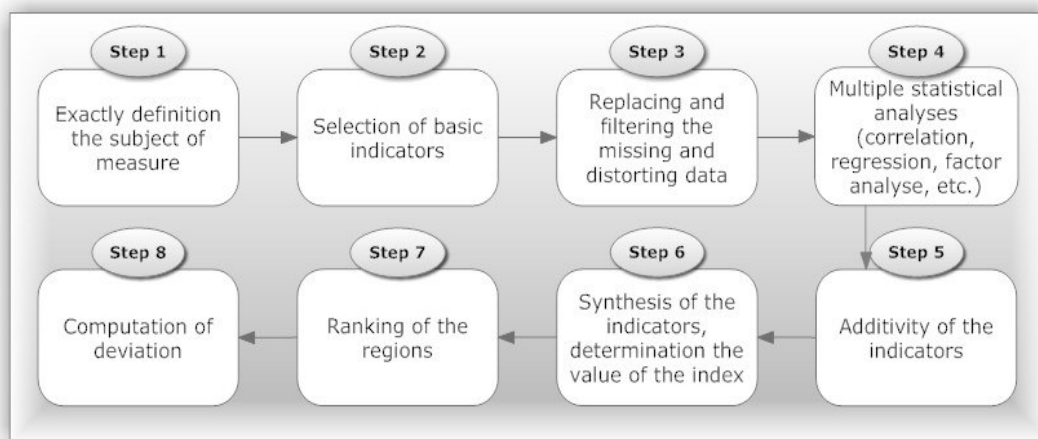 Step 1
Exactly definition
the subject of
measure
Step 2
Selection of basic
indicators
Step 3
Replacing and
filtering the
missing and
distorting data
Step 4
Multiple statistical
analyses
(correlation,
regression, factor
analyse, etc.)
Step 5
Additivity of the
indicators
Step 6
Synthesis of the
indicators,
determination the
value of the index
Step 7
Ranking of the
regions
Step 8
Computation of
deviation